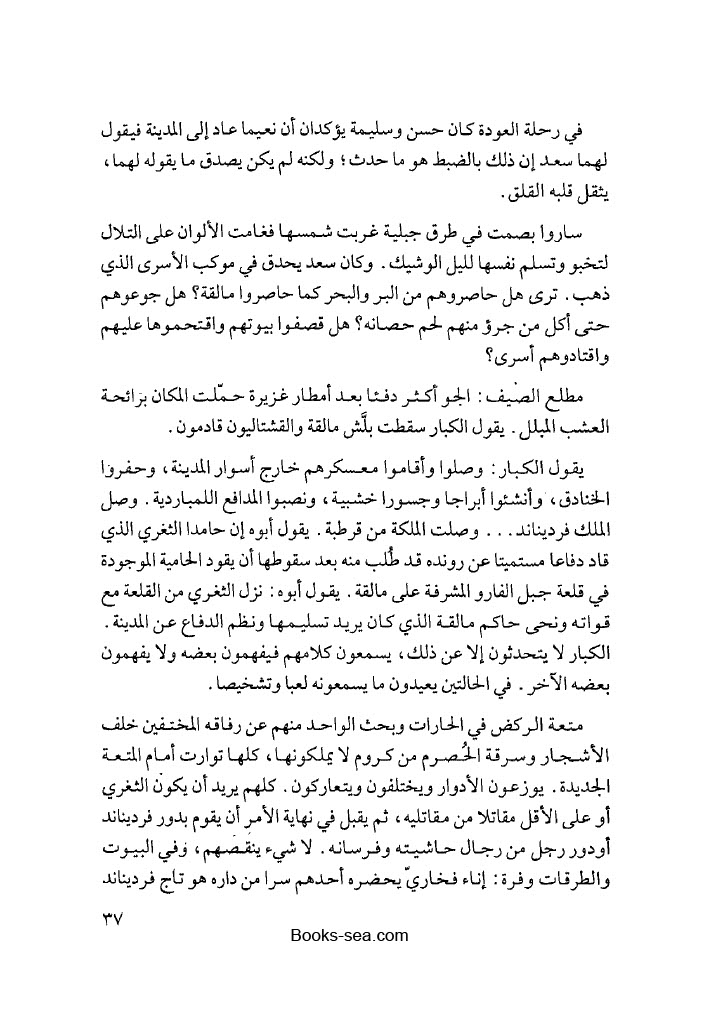 في رحلة العودة كان حسن وسليمة يؤكدان أن نعيما عاد إلى المدينة فيقول
لهما سعد إن ذلك بالضبط هو ما حدث؛ ولكنه لم يكن يصدق ما يقوله لهما،
يثقل قلبه القلق.
ساروا بصمت في طرق جبلية غربت شمسها فغامت الألوان على التلال
لتخبو وتسلم نفسها لليل الوشيك. وكان سعد يحدق في موكب الأسرى الذي
ذهب. ترى هل حاصروهم من البر والبحر كما حاصروا مالقة؟ هل جوعوهم
حتى أكل من جرؤ منهم لحم حصانه؟ هل قصفوا بيوتهم واقتحموها عليهم
واقتادوهم أسرى؟
مطلع الصيف: الجو أكثر دفئا بعد أمطار غزيرة حمّلت المكان برائحة
العشب المبلل. يقول الكبار سقطت بلَّش مالقة والقشتاليون قادمون.
يقول الكبار: وصلوا وأقاموا معسكرهم خارج أسوار المدينة، وحفروا
الخنادق، وأنشئوا أبراجا وجسورا خشبية، ونصبوا المدافع اللمباردية. وصل
الملك فرديناند... وصلت الملكة من قرطبة. يقول أبوه إن حامدا الثغري الذي
قاد دفاعا مستميتا عن رونده قد طُلب منه بعد سقوطها أن يقود الحامية الموجودة
في قلعة جبل الفارو المشرفة على مالقة. يقول أبوه: نزل الثغري من القلعة مع
قواته ونحى حاكم مالقة الذي كان يريد تسليمها ونظم الدفاع عن المدينة.
الكبار لا يتحدثون إلا عن ذلك، يسمعون كلامهم فيفهمون بعضه ولا يفهمون
بعضه الآخر. في الحالتين يعيدون ما يسمعونه لعبا وتشخيصا.
متعة الركض في الحارات وبحث الواحد منهم عن رفاقه المختفين خلف
الأشجار وسرقة الحُصرم من كروم لا يملكونها، كلها توارت أمام المتعة
الجديدة. يوزعون الأدوار ويختلفون ويتعاركون. كلهم يريد أن يكون الثغري
أو على الأقل مقاتلا من مقاتليه، ثم يقبل في نهاية الأمر أن يقوم بدور فرديناند
أودور رجل من رجال حاشيته وفرسانه. لا شيء ينقصهم، وفي البيوت
والطرقات وفرة: إناء فخاريّ يحضره أحدهم سرا من داره هو تاج فرديناند
٣٧
Books-sea.com